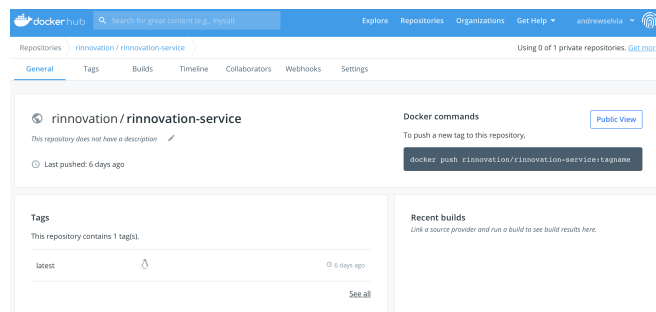 dockerhub Search for great content (e.g., mysql) Explore Repositories Organizations Get Help andrewselvia
Repositories rinnovation / rinnovation-service Using 0 of 1 private repositories. Get mor
General Tags Builds Timeline Collaborators Webhooks Settings
rinnovation / rinnovation-service
This repository does not have a description
Last pushed: 6 days ago
Docker commands
Public View
To push a new tag to this repository,
docker push rinnovation/rinnovation-service:tagname
Tags
This repository contains 1 tag(s).
latest 6 days ago
See all
Recent builds
Link a source provider and run a build to see build results here.